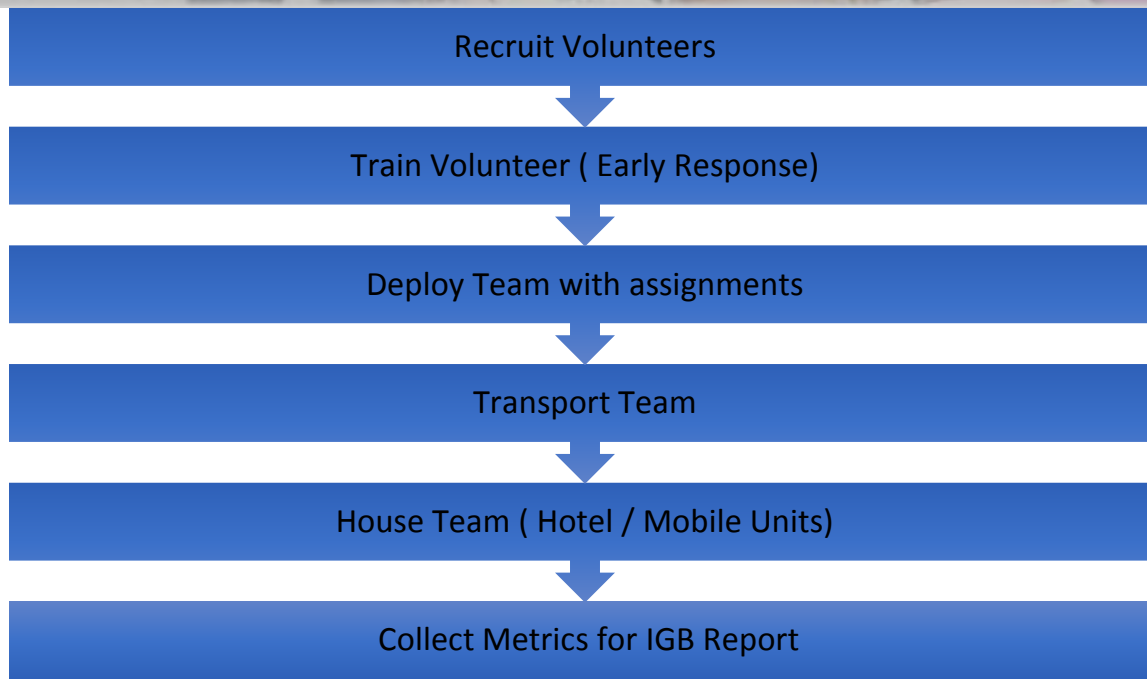 Recruit Volunteers
Train Volunteer ( Early Response)
Deploy Team with assignments
Transport Team
House Team ( Hotel / Mobile Units)
Collect Metrics for IGB Report